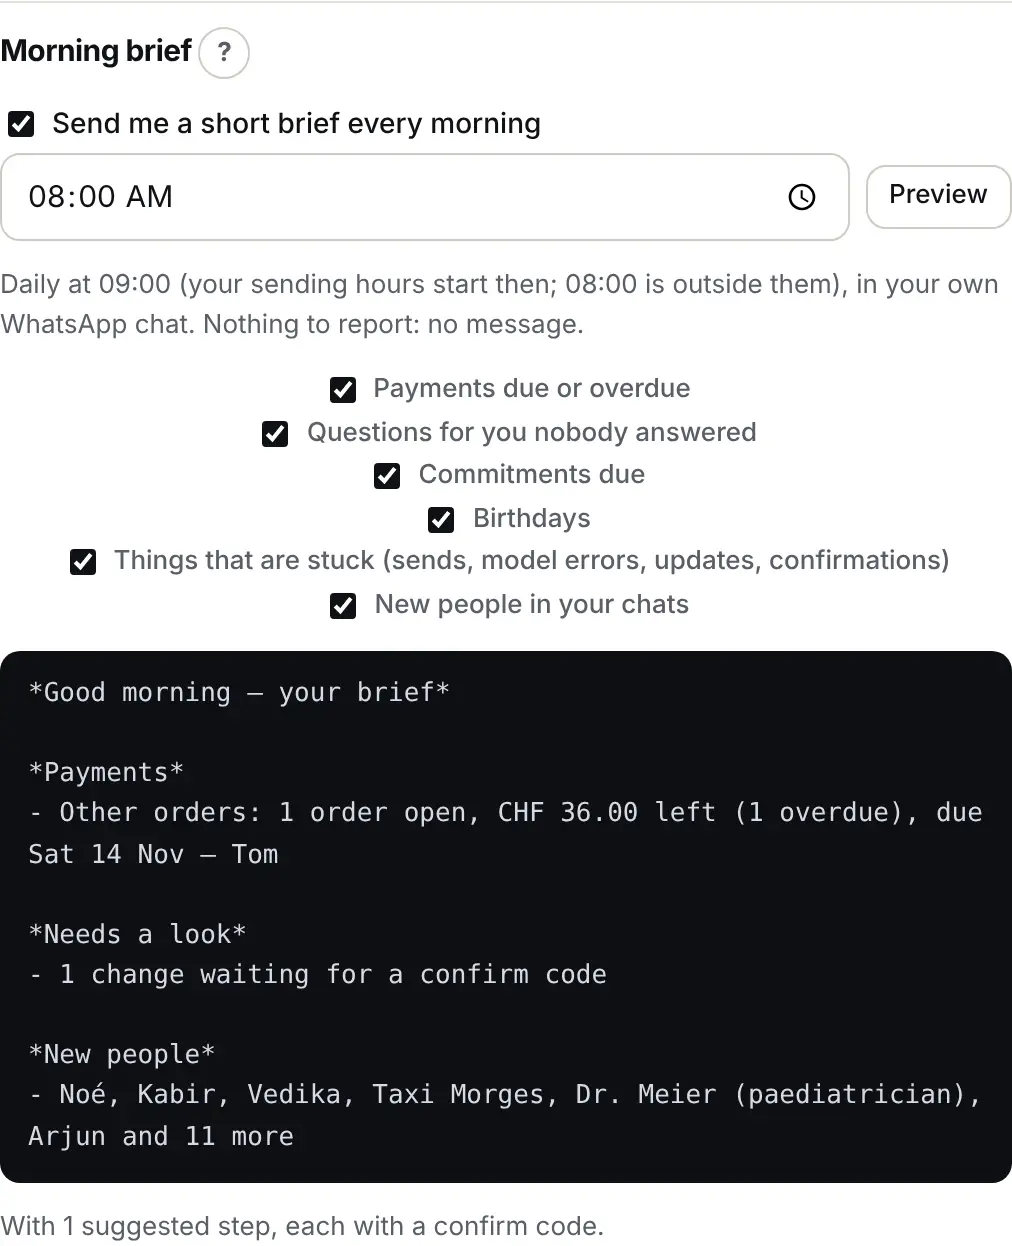 Morning brief ?
Send me a short brief every morning
08:00 AM
Preview
Daily at 09:00 (your sending hours start then; 08:00 is outside them), in your own
WhatsApp chat. Nothing to report: no message.
Payments due or overdue
Questions for you nobody answered
Commitments due
Birthdays
Things that are stuck (sends, model errors, updates, confirmations)
New people in your chats
*Good morning — your brief*
*Payments*
- Other orders: 1 order open, CHF 36.00 left (1 overdue), due
Sat 14 Nov — Tom
*Needs a look*
- 1 change waiting for a confirm code
*New people*
- Noé, Kabir, Vedika, Taxi Morges, Dr. Meier (paediatrician),
Arjun and 11 more
With 1 suggested step, each with a confirm code.